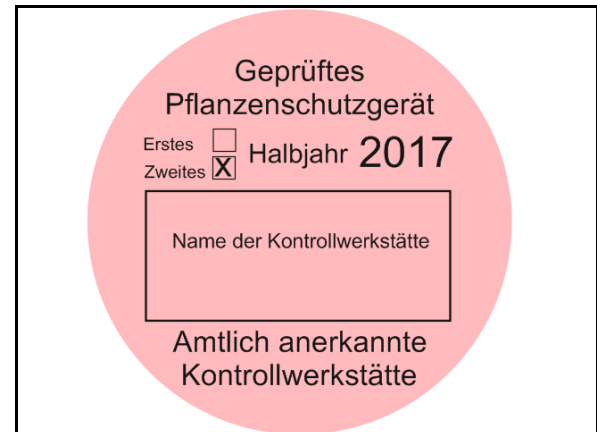 Geprüftes
Pflanzenschutzgerät
Erstes
Zweites X Halbjahr 2017
Name der Kontrollwerkstätte
Amtlich anerkannte
Kontrollwerkstätte